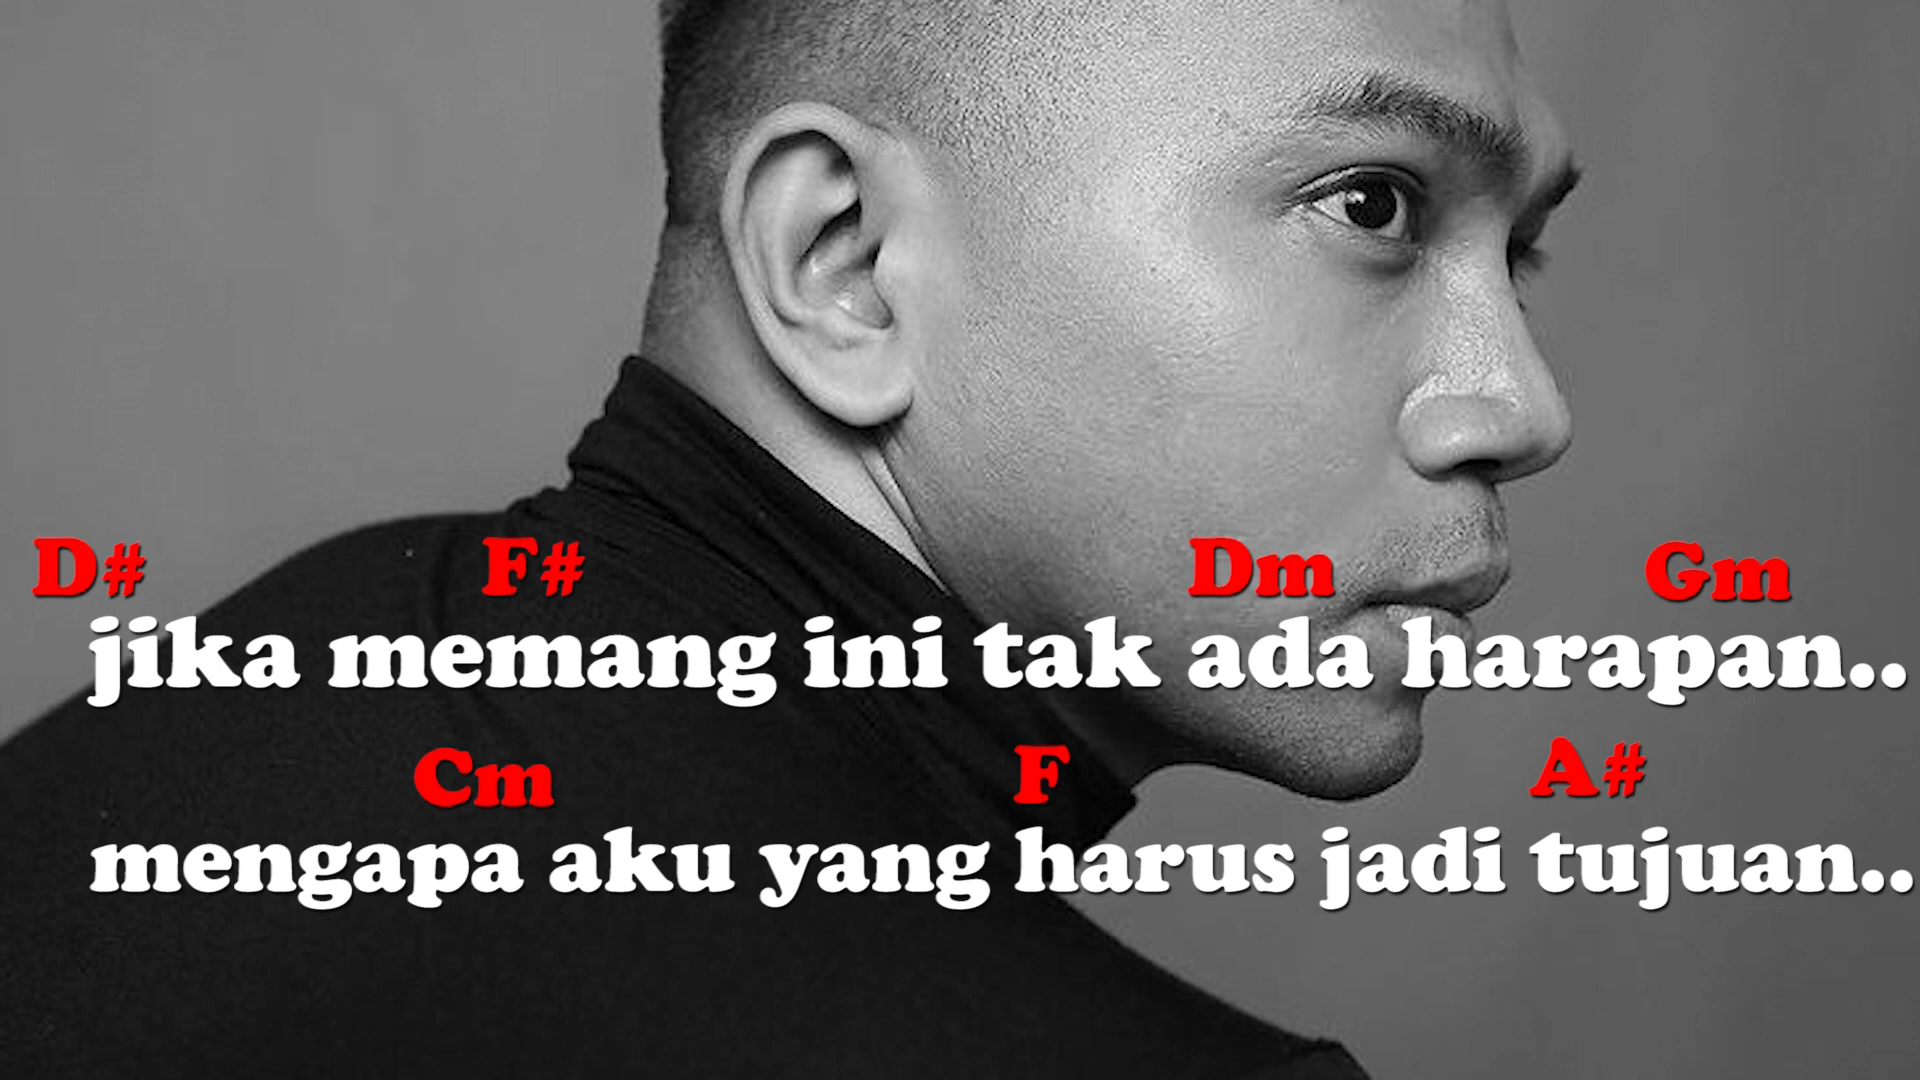 D# F# Dm Gm
jika memang ini tak ada harapan..
Cm F A#
mengapa aku yang harus jadi tujuan..